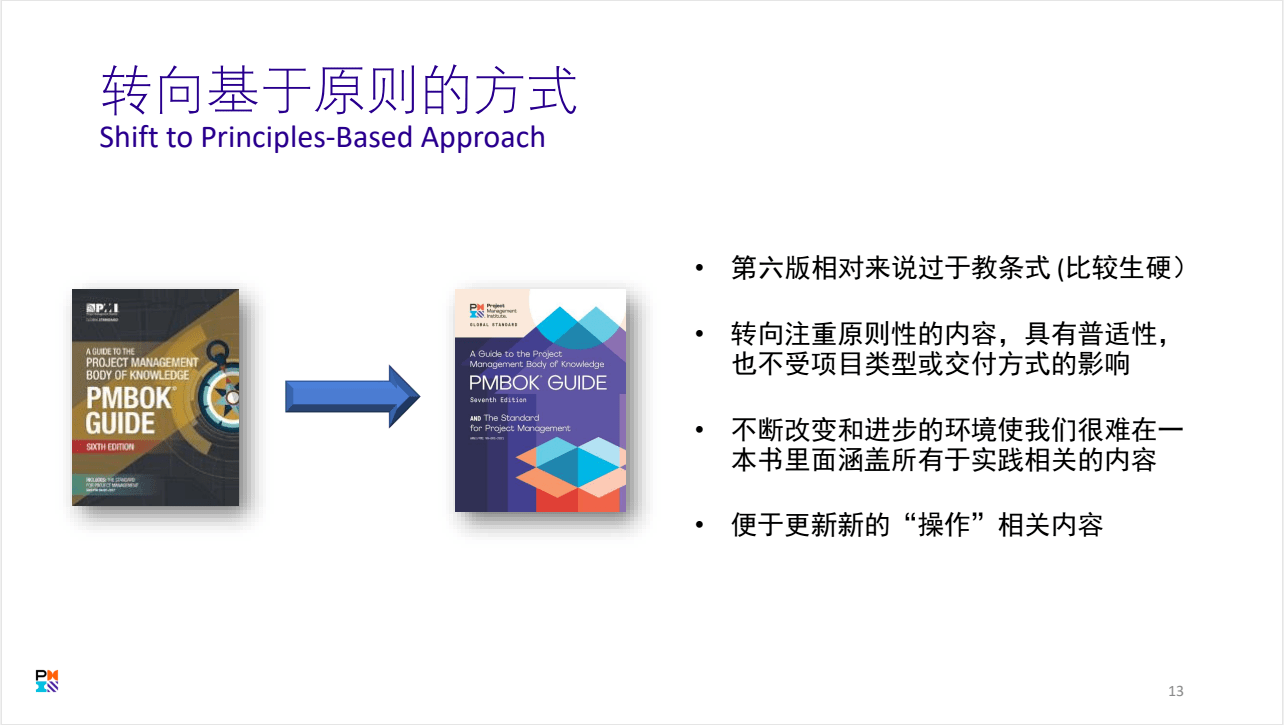 转向基于原则的方式
Shift to Principles-Based Approach
PMI
GLOBAL STANDARD
A GUIDE TO THE
PROJECT MANAGEMENT
BODY OF KNOWLEDGE
PMBOK®
GUIDE
SIXTH EDITION
INCLUDES: THE STANDARD
FOR PROJECT MANAGEMENT
Project
Management
Institute.
GLOBAL STANDARD
A Guide to the Project
Management Body of Knowledge
PMBOK® GUIDE
Seventh Edition
AND The Standard
for Project Management
• 第六版相对来说过于教条式 (比较生硬）
• 转向注重原则性的内容，具有普适性，
也不受项目类型或交付方式的影响
• 不断改变和进步的环境使我们很难在一
本书里面涵盖所有于实践相关的内容
• 便于更新新的“操作”相关内容
13